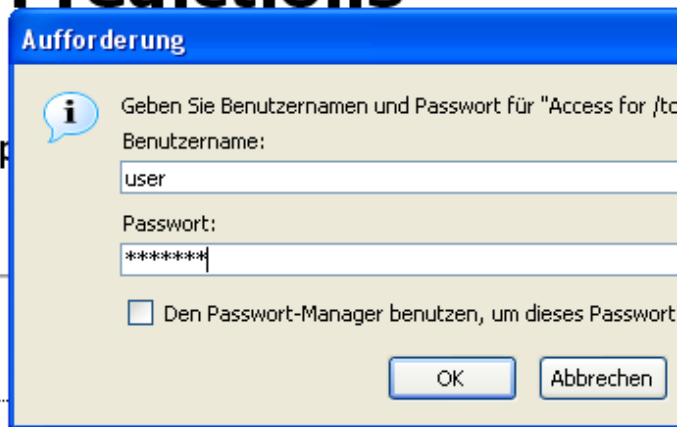 Predictions
Aufforderung
Geben Sie Benutzernamen und Passwort für "Access for /to
Benutzername:
user
Passwort:
*******
Den Passwort-Manager benutzen, um dieses Passwort
OK Abbrechen